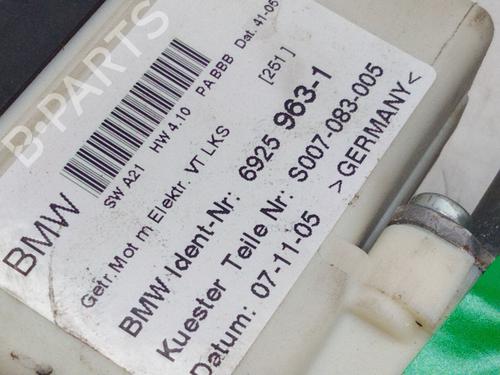 BMW
SW A21 HW 4.10 PA BBB Dat. 41-05
Getr.Mot m Elektr. VT LKS [251]
BMW Ident-Nr: 6925 963-1
Kuester Teile Nr: S007-083-005
Datum: 07-11-05 >GERMANY<
B-PARTS